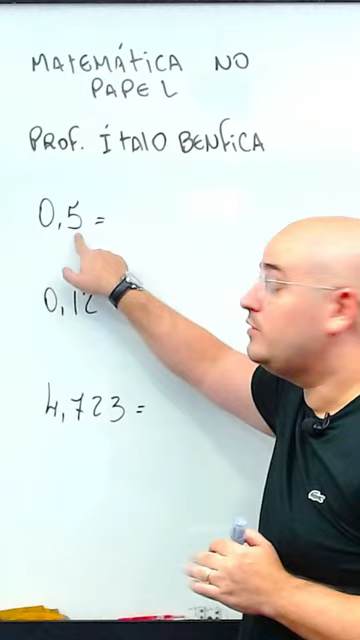 MATEMÁTICA NO
PAPEL
PROF. ÍTALO BENFICA
0,5 =
0,12
4,723 =